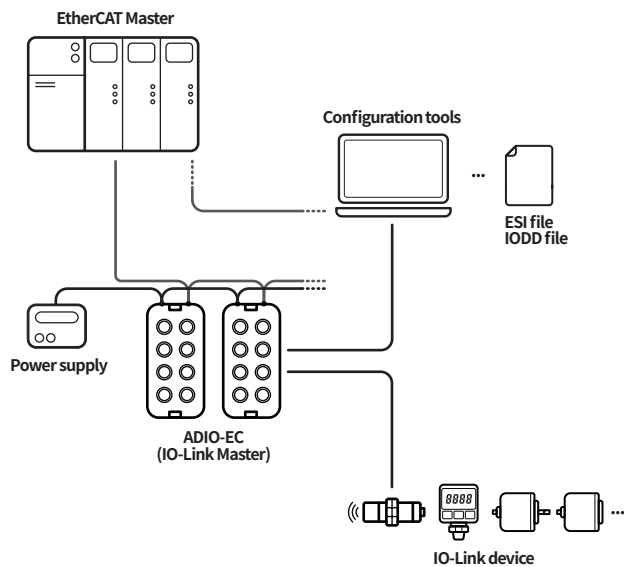 EtherCAT Master
Configuration tools
ESI file
IODD file
Power supply
ADIO-EC
(IO-Link Master)
8888
IO-Link device